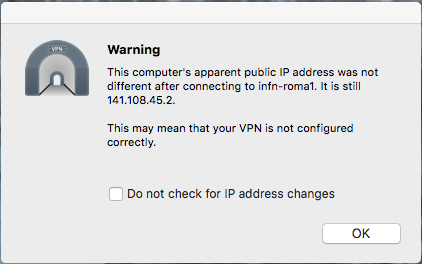 VPN
Warning
This computer's apparent public IP address was not
different after connecting to infn-roma1. It is still
141.108.45.2.
This may mean that your VPN is not configured
correctly.
Do not check for IP address changes
OK